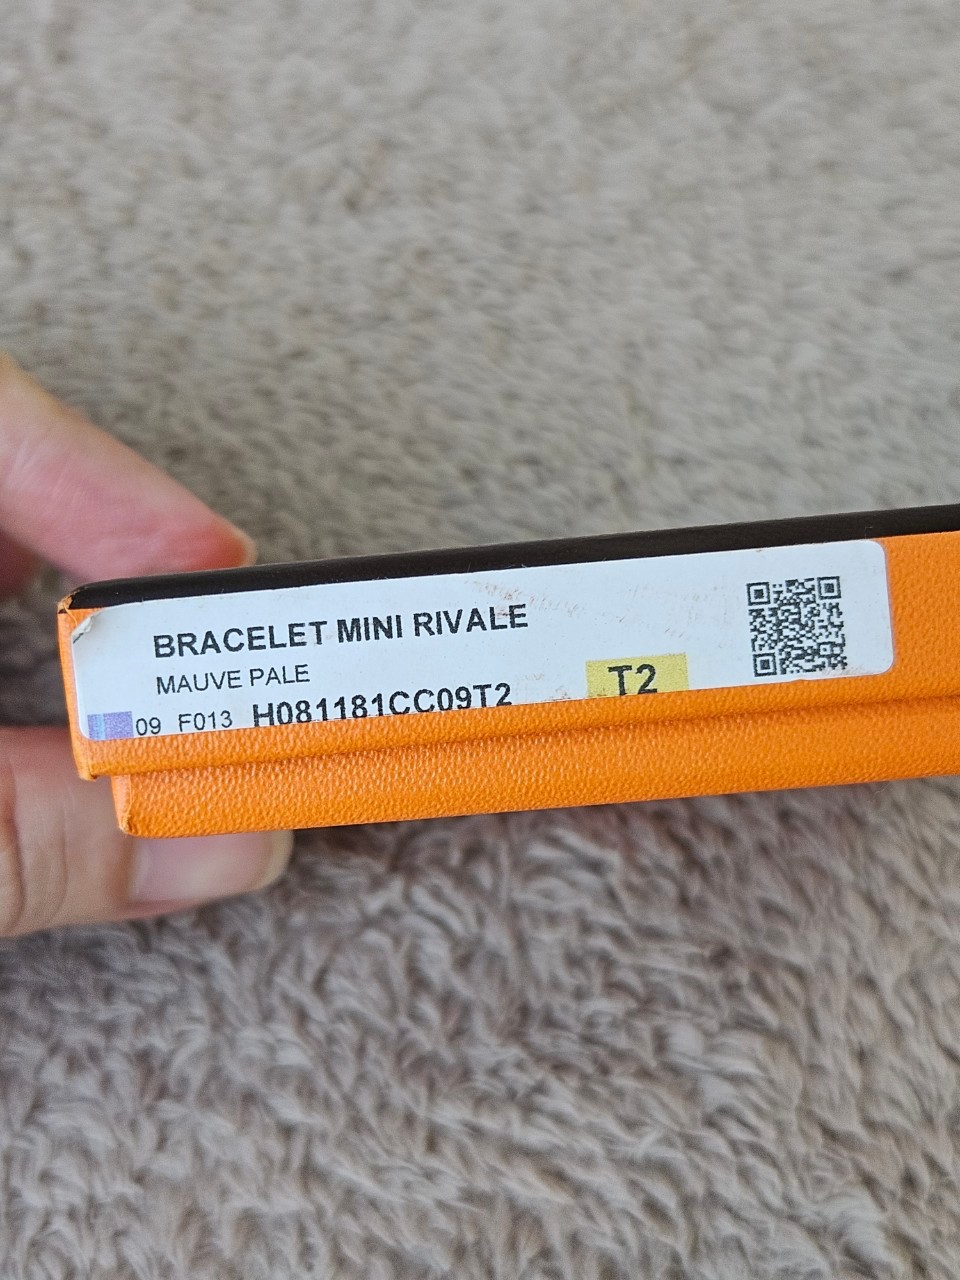 BRACELET MINI RIVALE
MAUVE PALE
09 F013 H081181CC09T2 T2